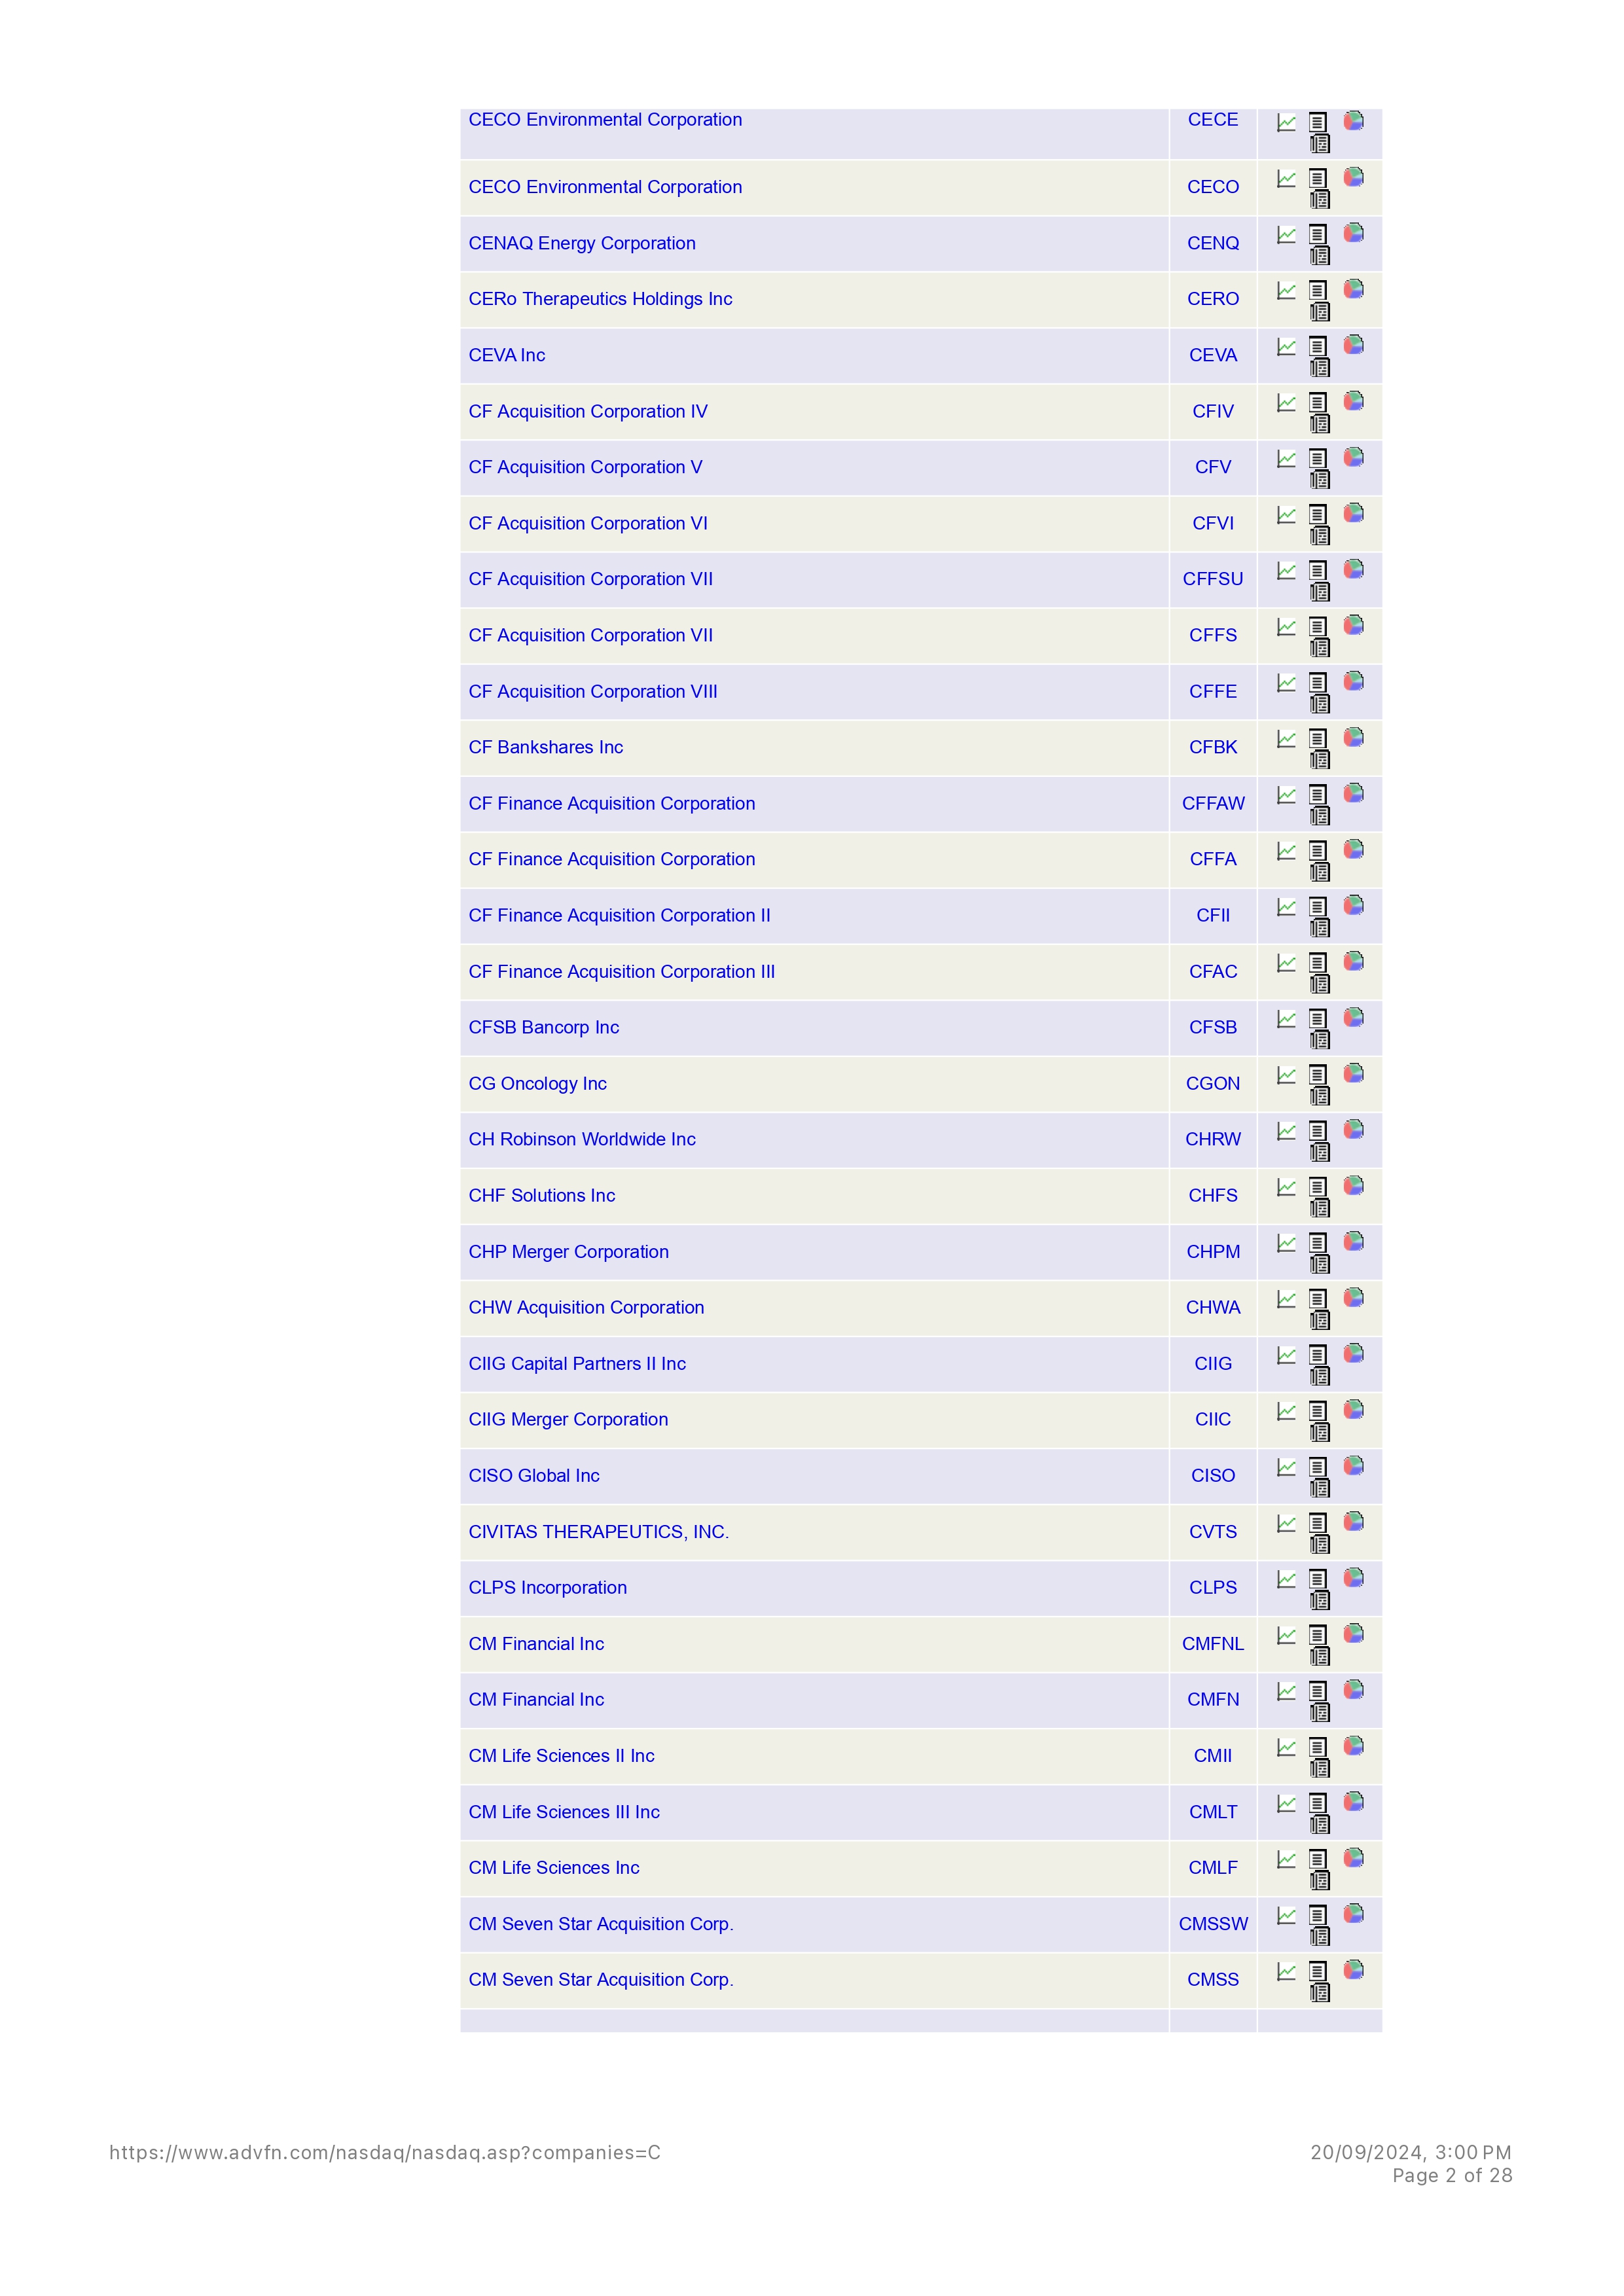 CECO Environmental Corporation CECE
CECO Environmental Corporation CECO
CENAQ Energy Corporation CENQ
CERo Therapeutics Holdings Inc CERO
CEVA Inc CEVA
CF Acquisition Corporation IV CFIV
CF Acquisition Corporation V CFV
CF Acquisition Corporation VI CFVI
CF Acquisition Corporation VII CFFSU
CF Acquisition Corporation VII CFFS
CF Acquisition Corporation VIII CFFE
CF Bankshares Inc CFBK
CF Finance Acquisition Corporation CFFAW
CF Finance Acquisition Corporation CFFA
CF Finance Acquisition Corporation II CFII
CF Finance Acquisition Corporation III CFAC
CFSB Bancorp Inc CFSB
CG Oncology Inc CGON
CH Robinson Worldwide Inc CHRW
CHF Solutions Inc CHFS
CHP Merger Corporation CHPM
CHW Acquisition Corporation CHWA
CIIG Capital Partners II Inc CIIG
CIIG Merger Corporation CIIC
CISO Global Inc CISO
CIVITAS THERAPEUTICS, INC. CVTS
CLPS Incorporation CLPS
CM Financial Inc CMFNL
CM Financial Inc CMFN
CM Life Sciences II Inc CMII
CM Life Sciences III Inc CMLT
CM Life Sciences Inc CMLF
CM Seven Star Acquisition Corp. CMSSW
CM Seven Star Acquisition Corp. CMSS
https://www.advfn.com/nasdaq/nasdaq.asp?companies=C 20/09/2024, 3:00 PM
Page 2 of 28